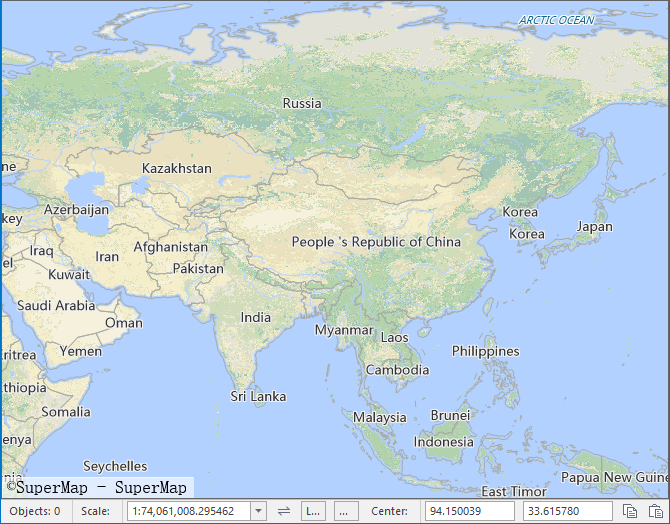 ARCTIC OCEAN
Russia
Kazakhstan
ne
Azerbaijan
key
Korea
Korea
Japan
People 's Republic of China
Afghanistan
Iraq
Iran
el
Kuwait
Pakistan
Saudi Arabia
India
Oman
Myanmar
Laos
Yemen
Philippines
ritrea
Cambodia
thiopia
Sri Lanka
Somalia
Malaysia
Brunei
enya
Indonesia
Seychelles
nia
Papua New Guine
©SuperMap - SuperMap
East Timor
Objects: 0 Scale: 1:74,061,008.295462 L... ... Center: 94.150039 33.615780